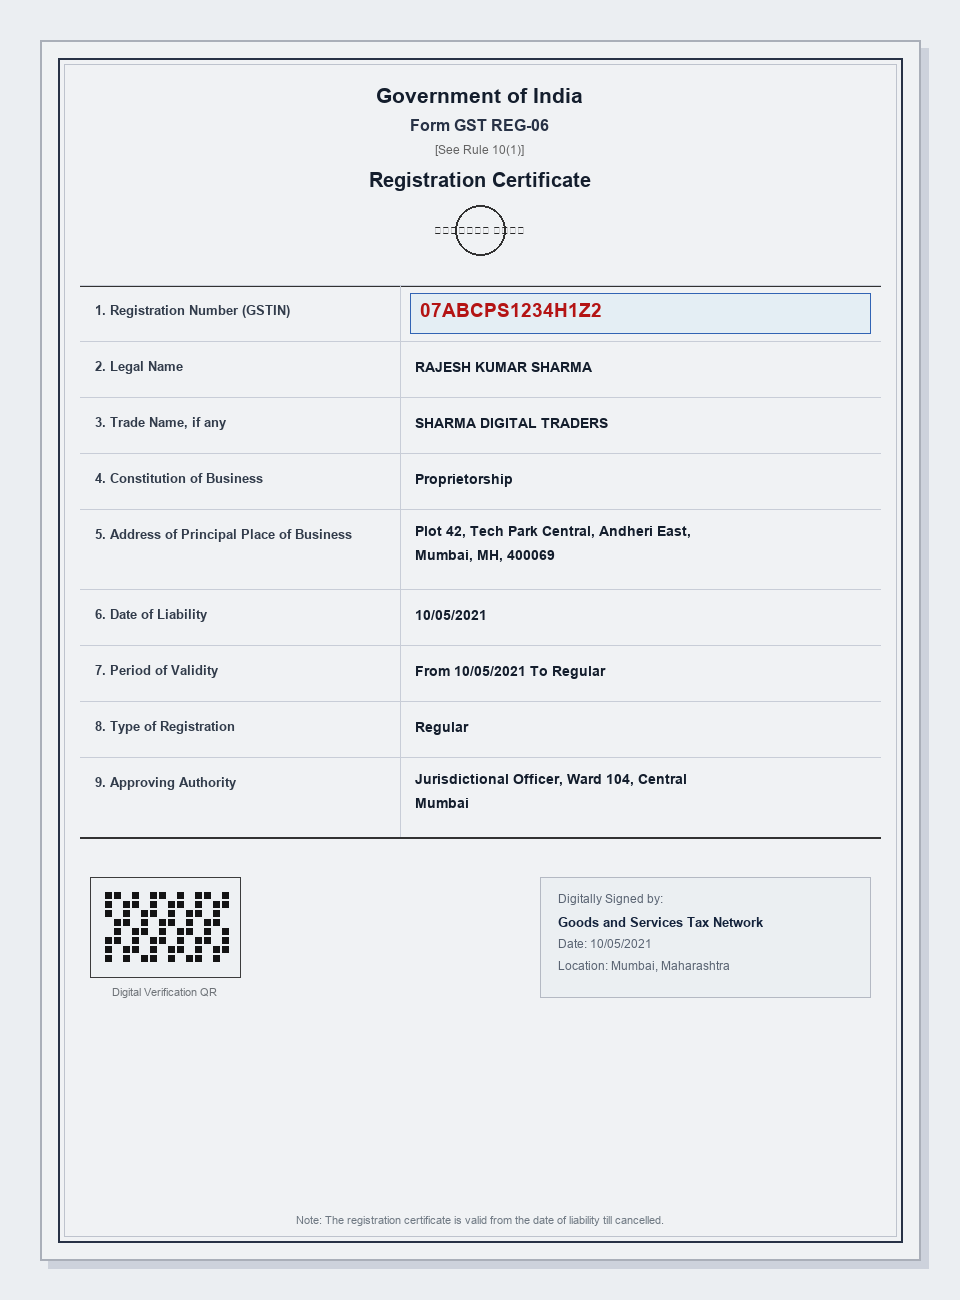 Government of India
Form GST REG-06
[See Rule 10(1)]
Registration Certificate
1. Registration Number (GSTIN)
07ABCPS1234H1Z2
2. Legal Name
RAJESH KUMAR SHARMA
3. Trade Name, if any
SHARMA DIGITAL TRADERS
4. Constitution of Business
Proprietorship
5. Address of Principal Place of Business
Plot 42, Tech Park Central, Andheri East,
Mumbai, MH, 400069
6. Date of Liability
10/05/2021
7. Period of Validity
From 10/05/2021 To Regular
8. Type of Registration
Regular
9. Approving Authority
Jurisdictional Officer, Ward 104, Central
Mumbai
Digital Verification QR
Digitally Signed by:
Goods and Services Tax Network
Date: 10/05/2021
Location: Mumbai, Maharashtra
Note: The registration certificate is valid from the date of liability till cancelled.